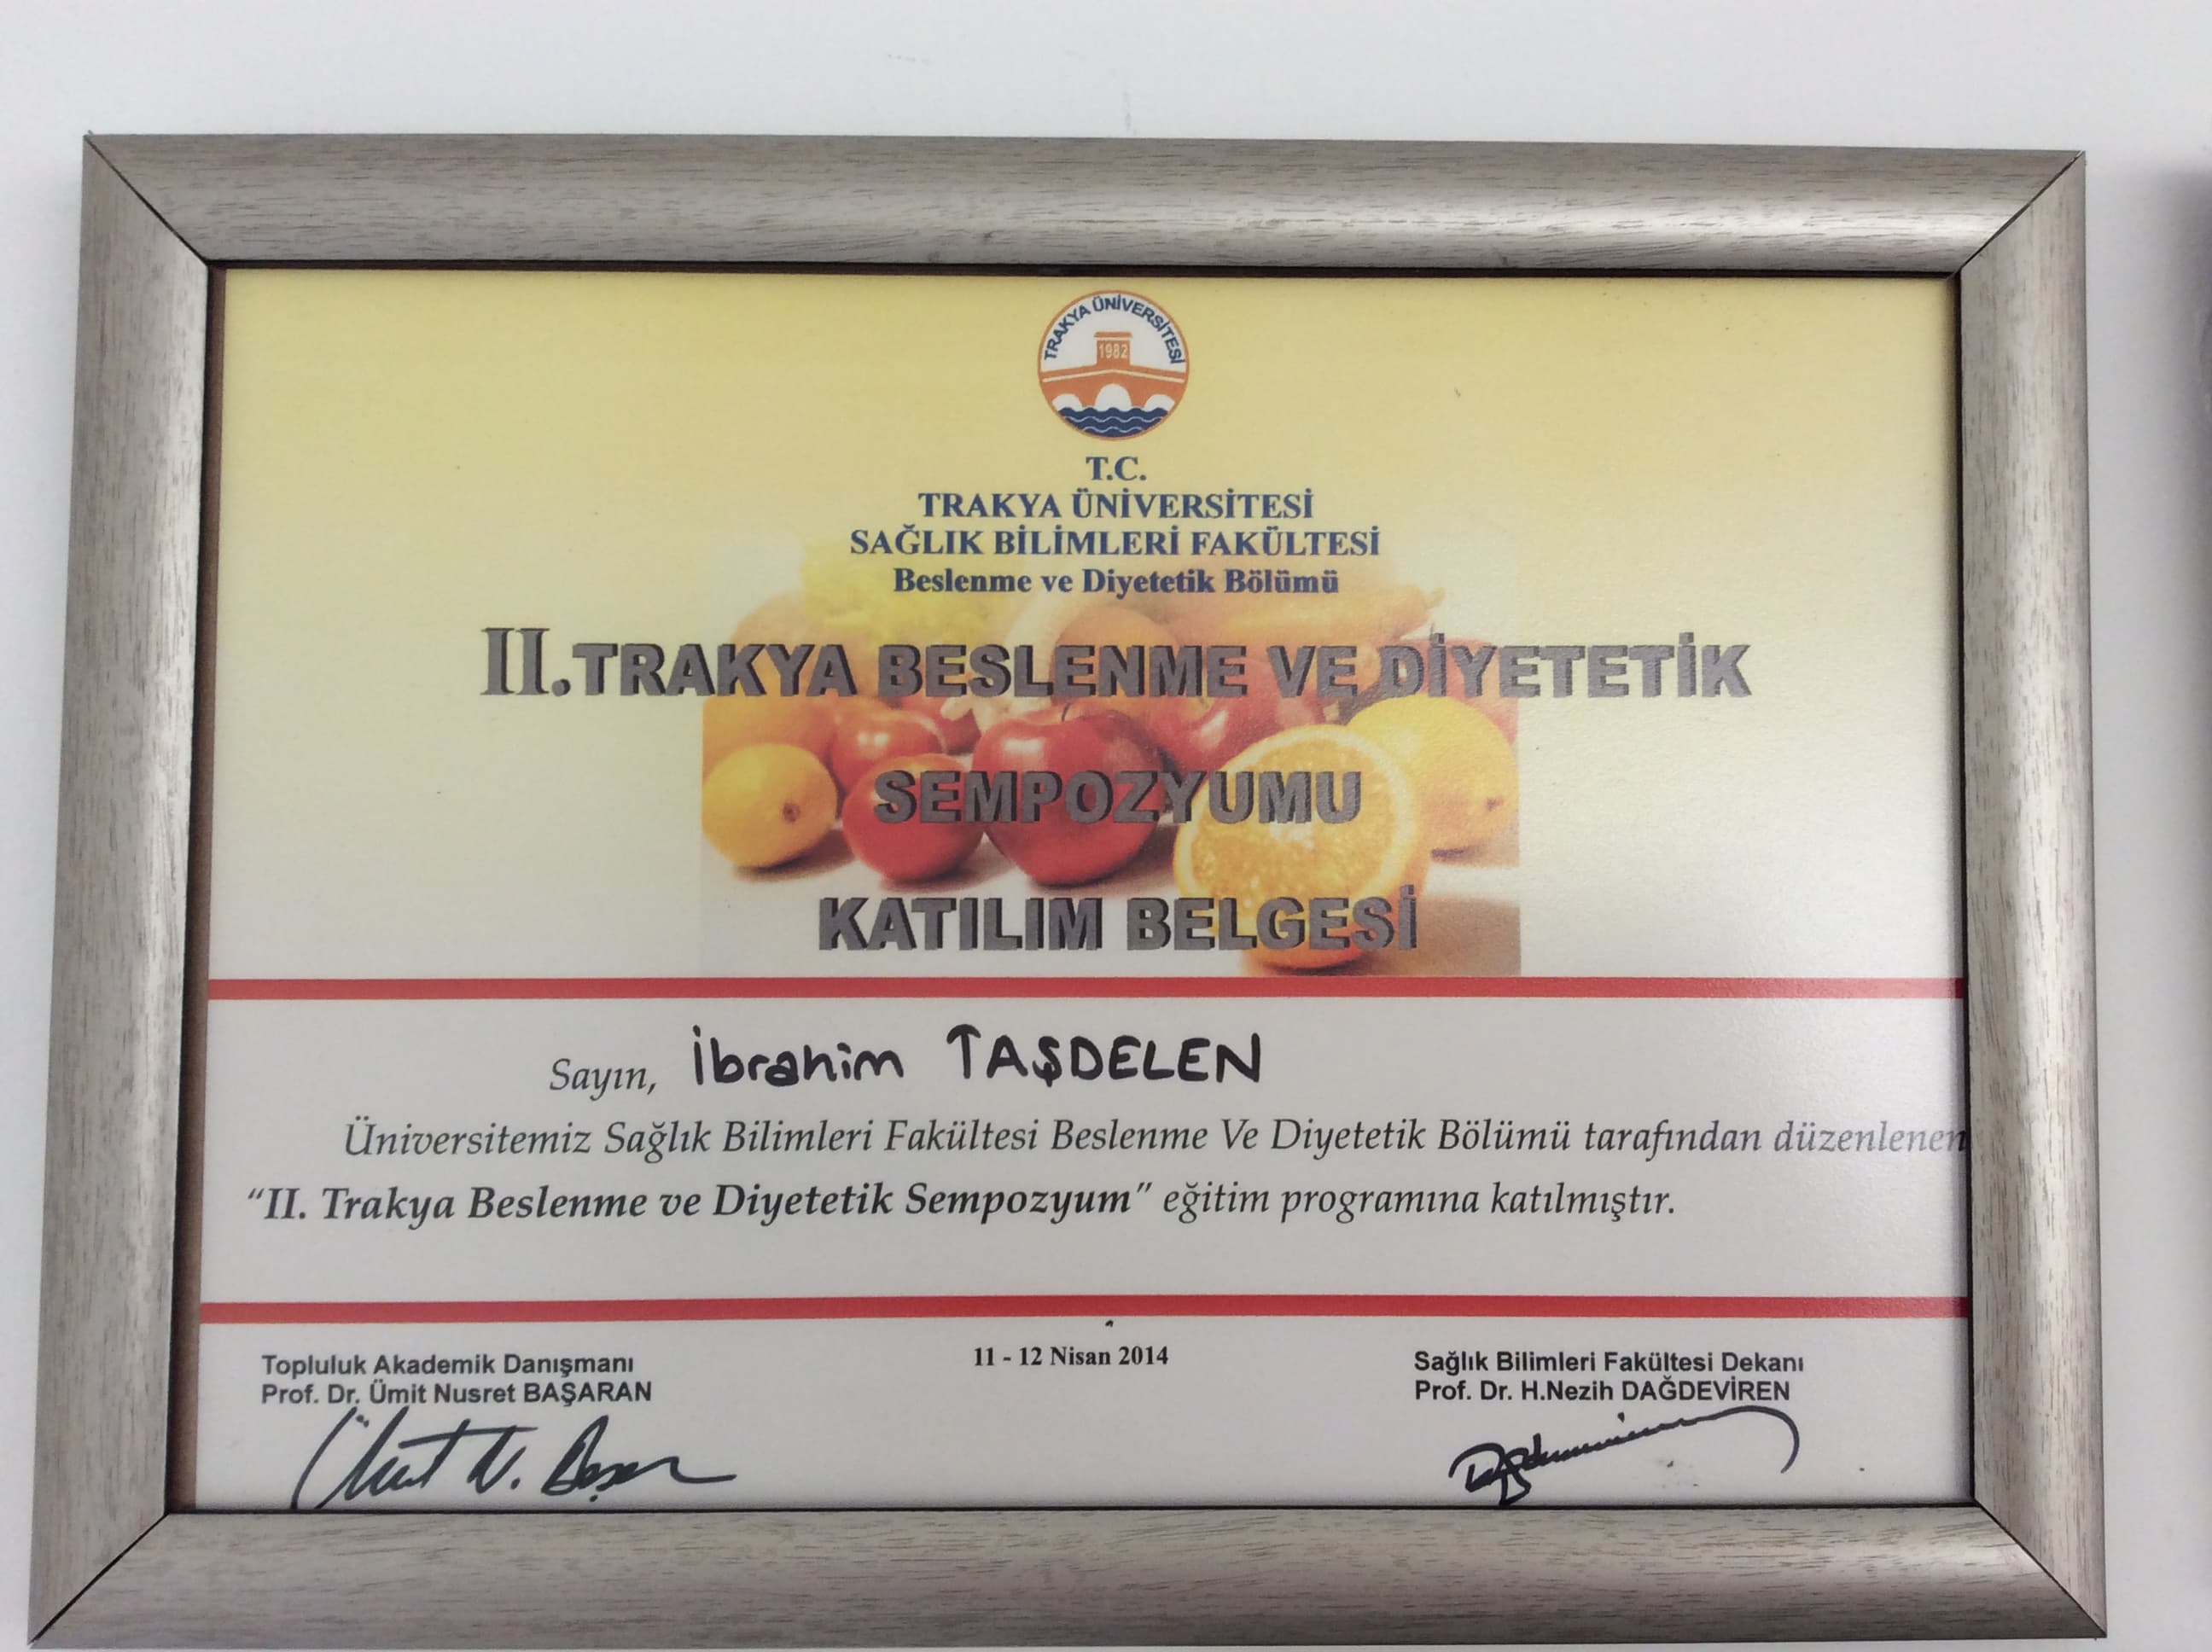 TRAKYA ÜNİVERSİTESİ
1982
T.C.
TRAKYA ÜNİVERSİTESİ
SAĞLIK BİLİMLERİ FAKÜLTESİ
Beslenme ve Diyetetik Bölümü
II.TRAKYA BESLENME VE DİYETETİK
SEMPOZYUMU
KATILIM BELGESİ
Sayın, İbrahim TAŞDELEN
Üniversitemiz Sağlık Bilimleri Fakültesi Beslenme Ve Diyetetik Bölümü tarafından düzenlenen
“II. Trakya Beslenme ve Diyetetik Sempozyum” eğitim programına katılmıştır.
Topluluk Akademik Danışmanı
Prof. Dr. Ümit Nusret BAŞARAN
11 - 12 Nisan 2014
Sağlık Bilimleri Fakültesi Dekanı
Prof. Dr. H.Nezih DAĞDEVİREN